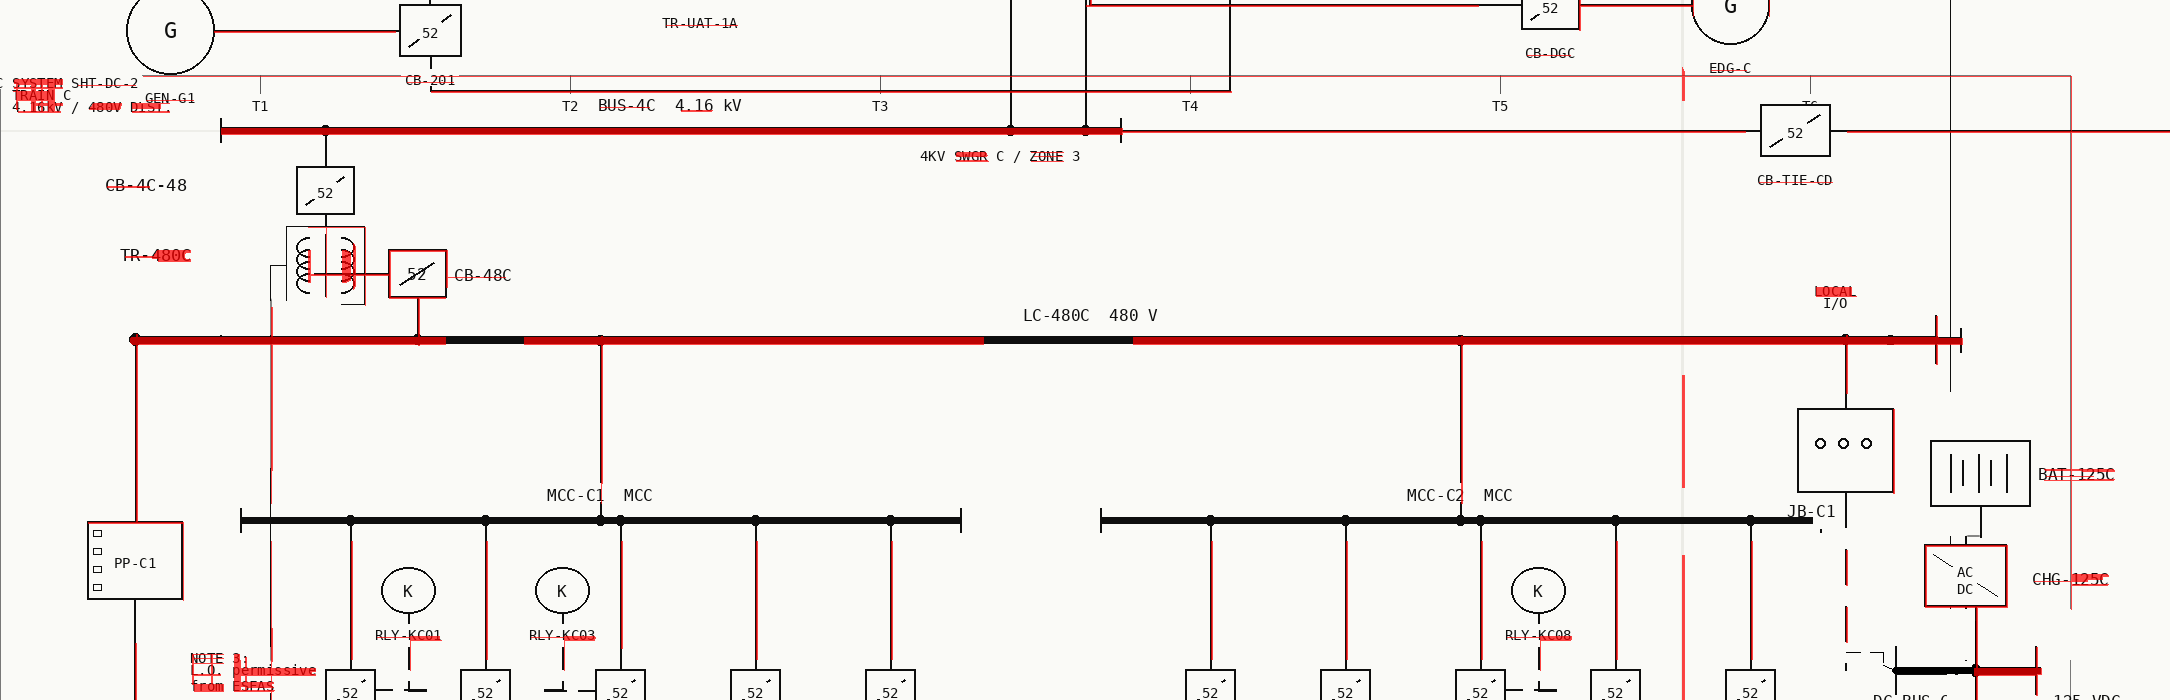 G
52
TR-UAT-1A
52
G
CB-DGC
EDG-C
CB-201
C SYSTEM SHT-DC-2
TRAIN C
4.16kV / 480V DIST.
GEN-G1
T1
T2
BUS-4C 4.16 kV
T3
T4
T5
52
4KV SWGR C / ZONE 3
CB-TIE-CD
CB-4C-48
52
TR-480C
52
CB-48C
LOCAL
I/O
LC-480C 480 V
BAT-125C
MCC-C1 MCC
MCC-C2 MCC
JB-C1
PP-C1
K
K
K
AC
DC
CHG-125C
RLY-KC01
RLY-KC03
RLY-KC08
NOTE 3:
L.O. permissive
from ESFAS
52
52
52
52
52
52
52
52
52
52
DC-BUS-C
125 VDC